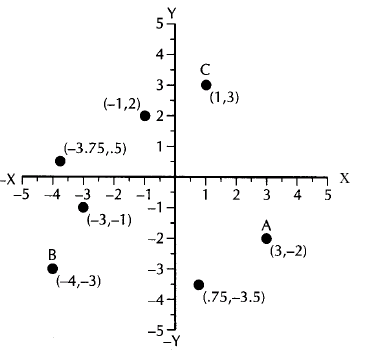 Y
5
4
C
3
(1,3)
(−1,2)
2
(−3.75,.5)
1
−X −5 −4 −3 −2 −1 1 2 3 4 5 X
(−3,−1)
−1
A
−2
(3,−2)
B
−3
(−4,−3)
(.75,−3.5)
−4
−5
−Y